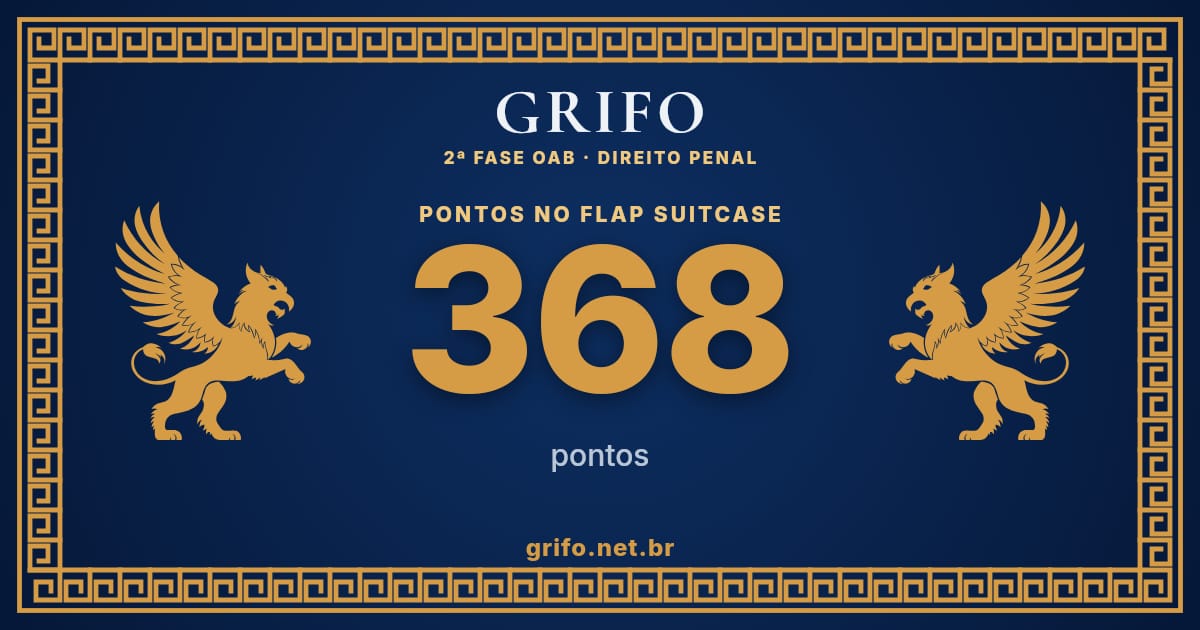 GRIFO
2ª FASE OAB · DIREITO PENAL
PONTOS NO FLAP SUITCASE
368
pontos
grifo.net.br